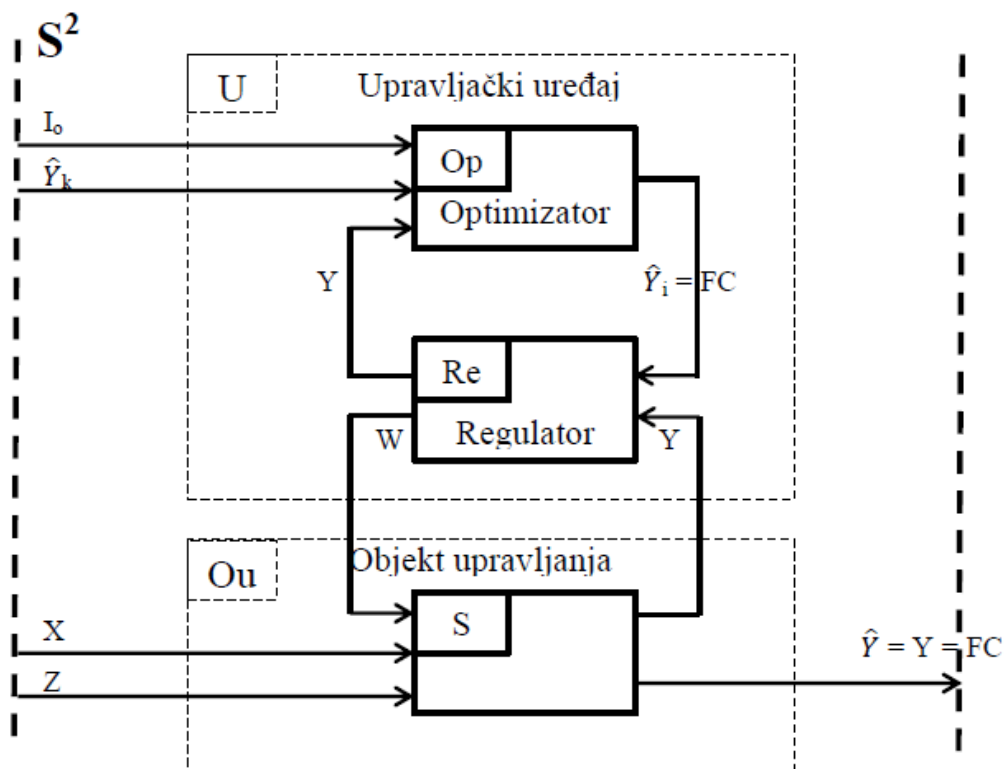 S²
U
Upravljački uređaj
Iₒ
Ŷₖ
Op
Optimizator
Y
Ŷᵢ = FC
Re
Regulator
W
Y
Ou
Objekt upravljanja
S
X
Z
Ŷ = Y = FC